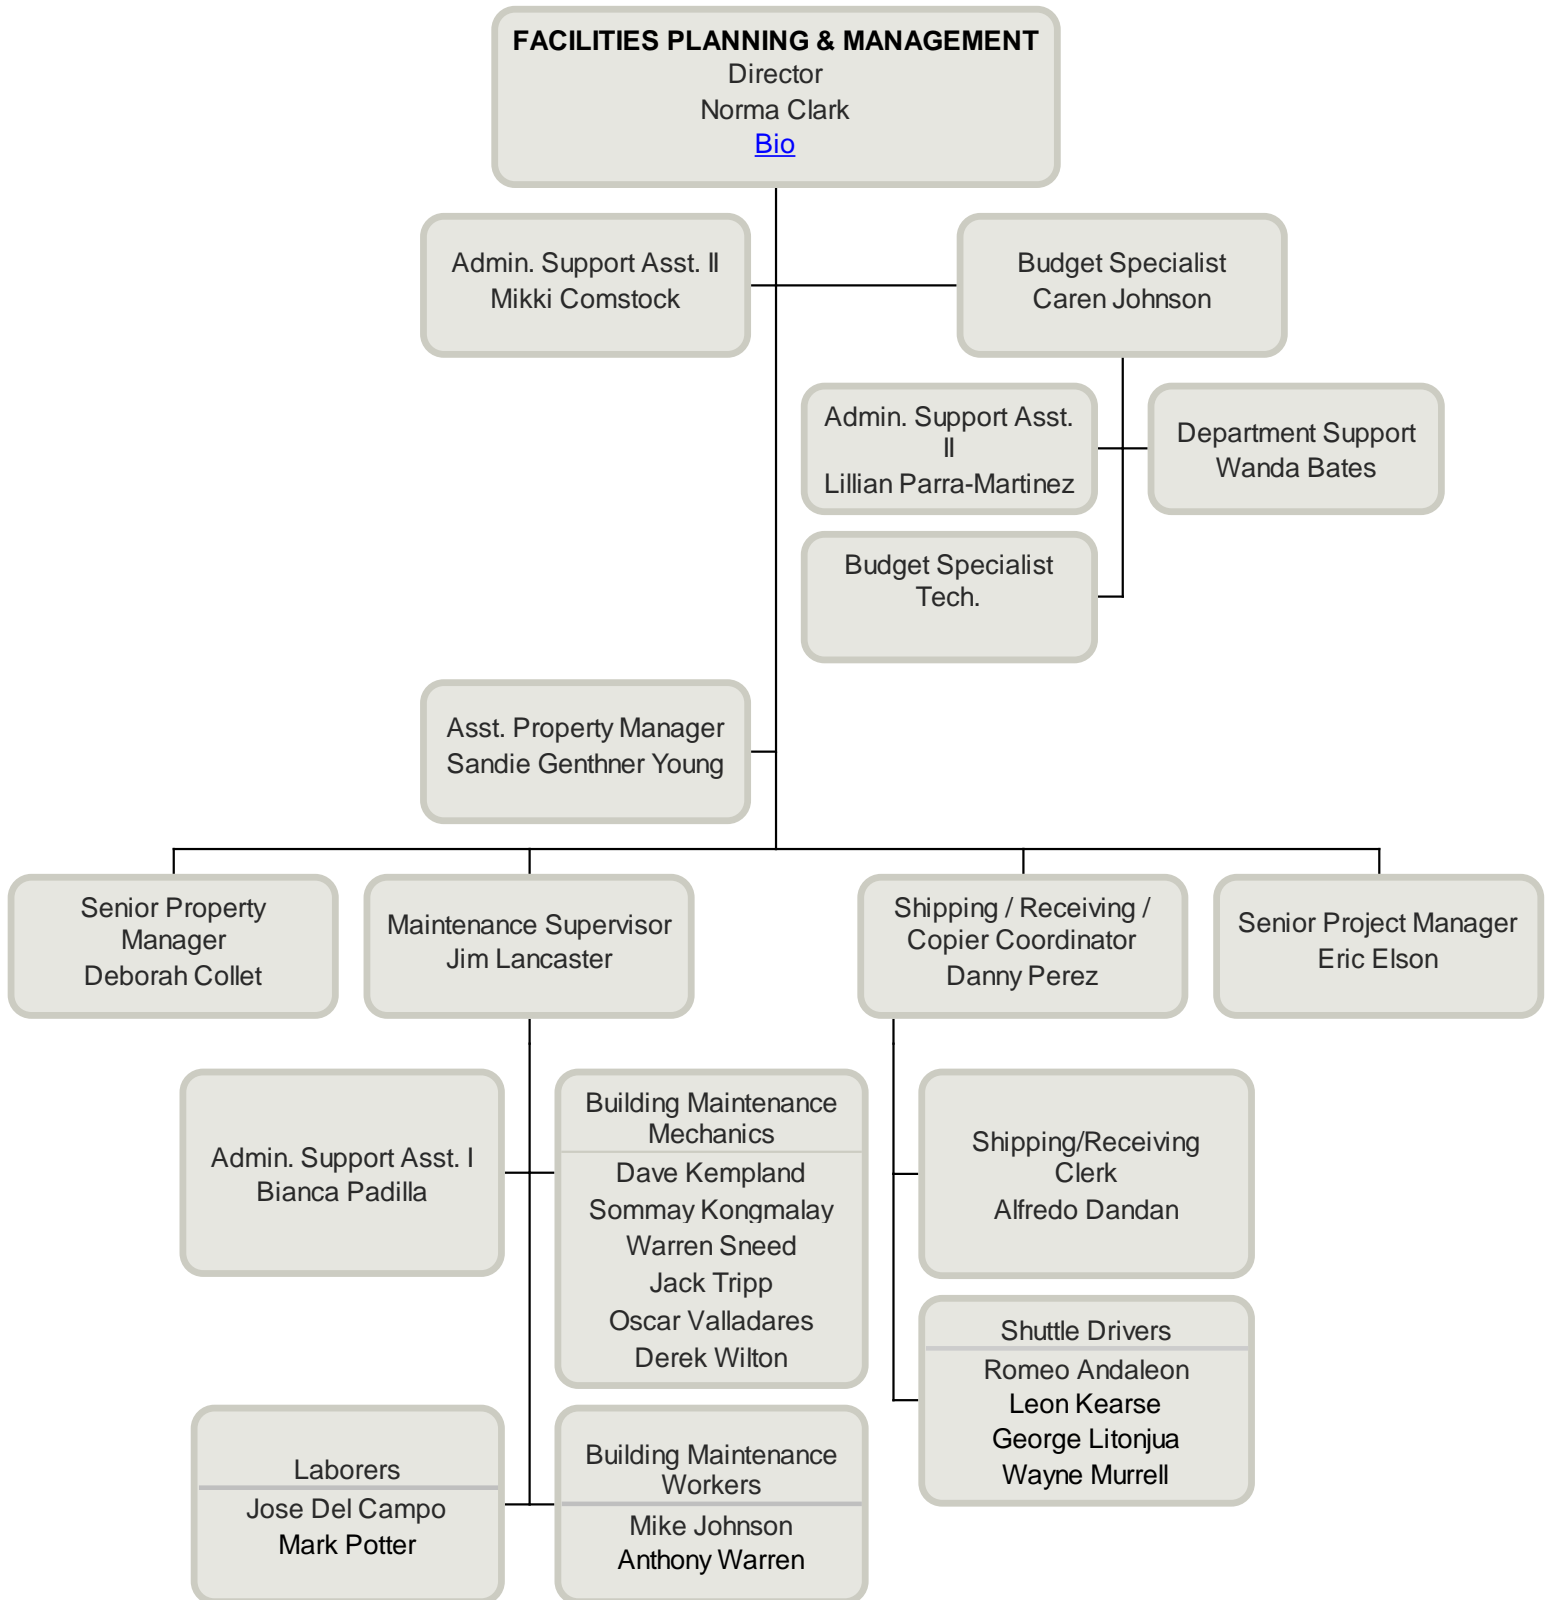 FACILITIES PLANNING & MANAGEMENT
Director
Norma Clark
Bio
Admin. Support Asst. II
Mikki Comstock
Budget Specialist
Caren Johnson
Admin. Support Asst.
II
Lillian Parra-Martinez
Department Support
Wanda Bates
Budget Specialist
Tech.
Asst. Property Manager
Sandie Genthner Young
Senior Property
Manager
Deborah Collet
Maintenance Supervisor
Jim Lancaster
Shipping / Receiving /
Copier Coordinator
Danny Perez
Senior Project Manager
Eric Elson
Admin. Support Asst. I
Bianca Padilla
Building Maintenance
Mechanics
Dave Kempland
Sommay Kongmalay
Warren Sneed
Jack Tripp
Oscar Valladares
Derek Wilton
Shipping/Receiving
Clerk
Alfredo Dandan
Shuttle Drivers
Romeo Andaleon
Leon Kearse
George Litonjua
Wayne Murrell
Laborers
Jose Del Campo
Mark Potter
Building Maintenance
Workers
Mike Johnson
Anthony Warren